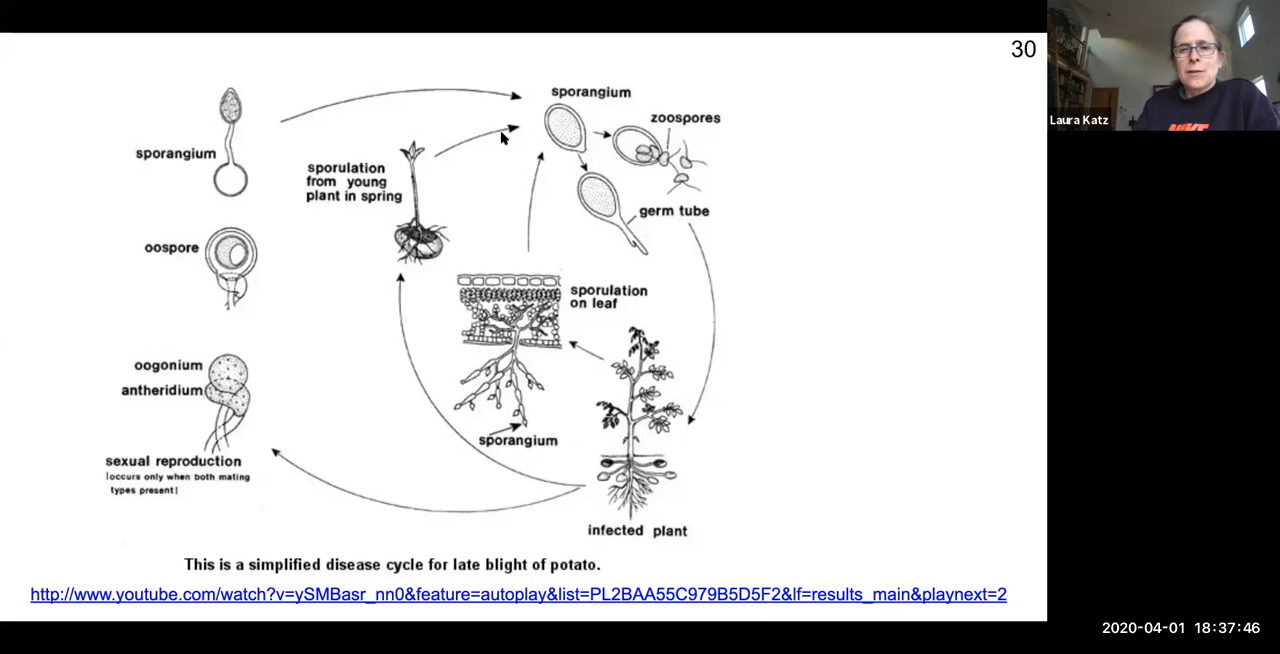 30
Laura Katz
sporangium
zoospores
sporangium
sporulation
from young
plant in spring
germ tube
oospore
sporulation
on leaf
oogonium
antheridium
sporangium
sexual reproduction
(occurs only when both mating
types present)
infected plant
This is a simplified disease cycle for late blight of potato.
http://www.youtube.com/watch?v=ySMBasr_nn0&feature=autoplay&list=PL2BAA55C979B5D5F2&lf=results_main&playnext=2
NIKE
2020-04-01 18:37:46